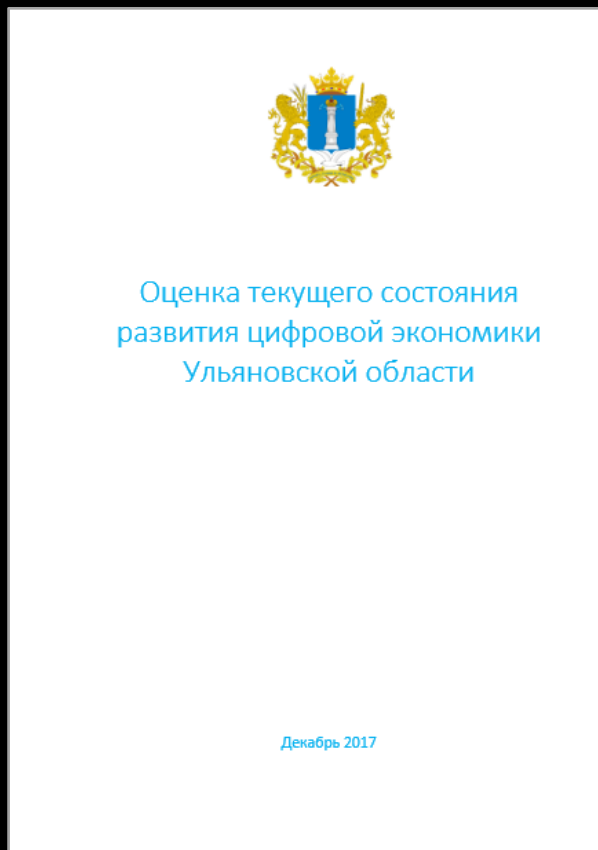 Оценка текущего состояния
развития цифровой экономики
Ульяновской области
Декабрь 2017